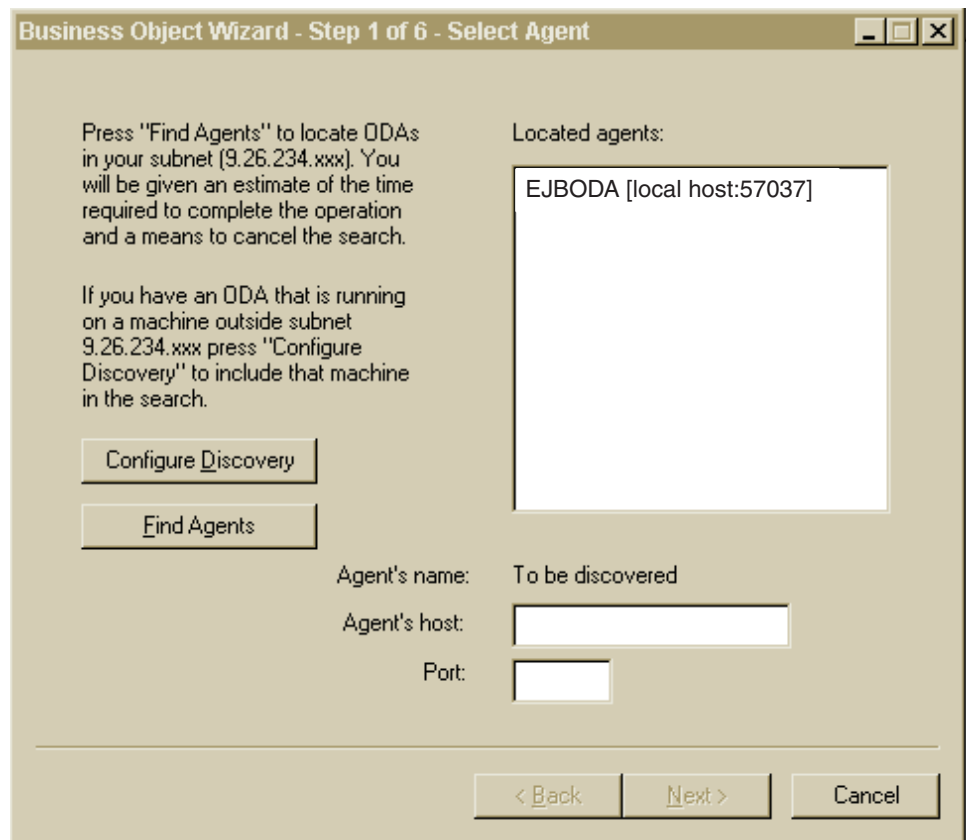 Business Object Wizard - Step 1 of 6 - Select Agent
Press "Find Agents" to locate ODAs
in your subnet (9.26.234.xxx). You
will be given an estimate of the time
required to complete the operation
and a means to cancel the search.
If you have an ODA that is running
on a machine outside subnet
9.26.234.xxx press "Configure
Discovery" to include that machine
in the search.
Configure Discovery
Find Agents
Located agents:
EJBODA [local host:57037]
Agent's name: To be discovered
Agent's host:
Port:
< Back Next > Cancel